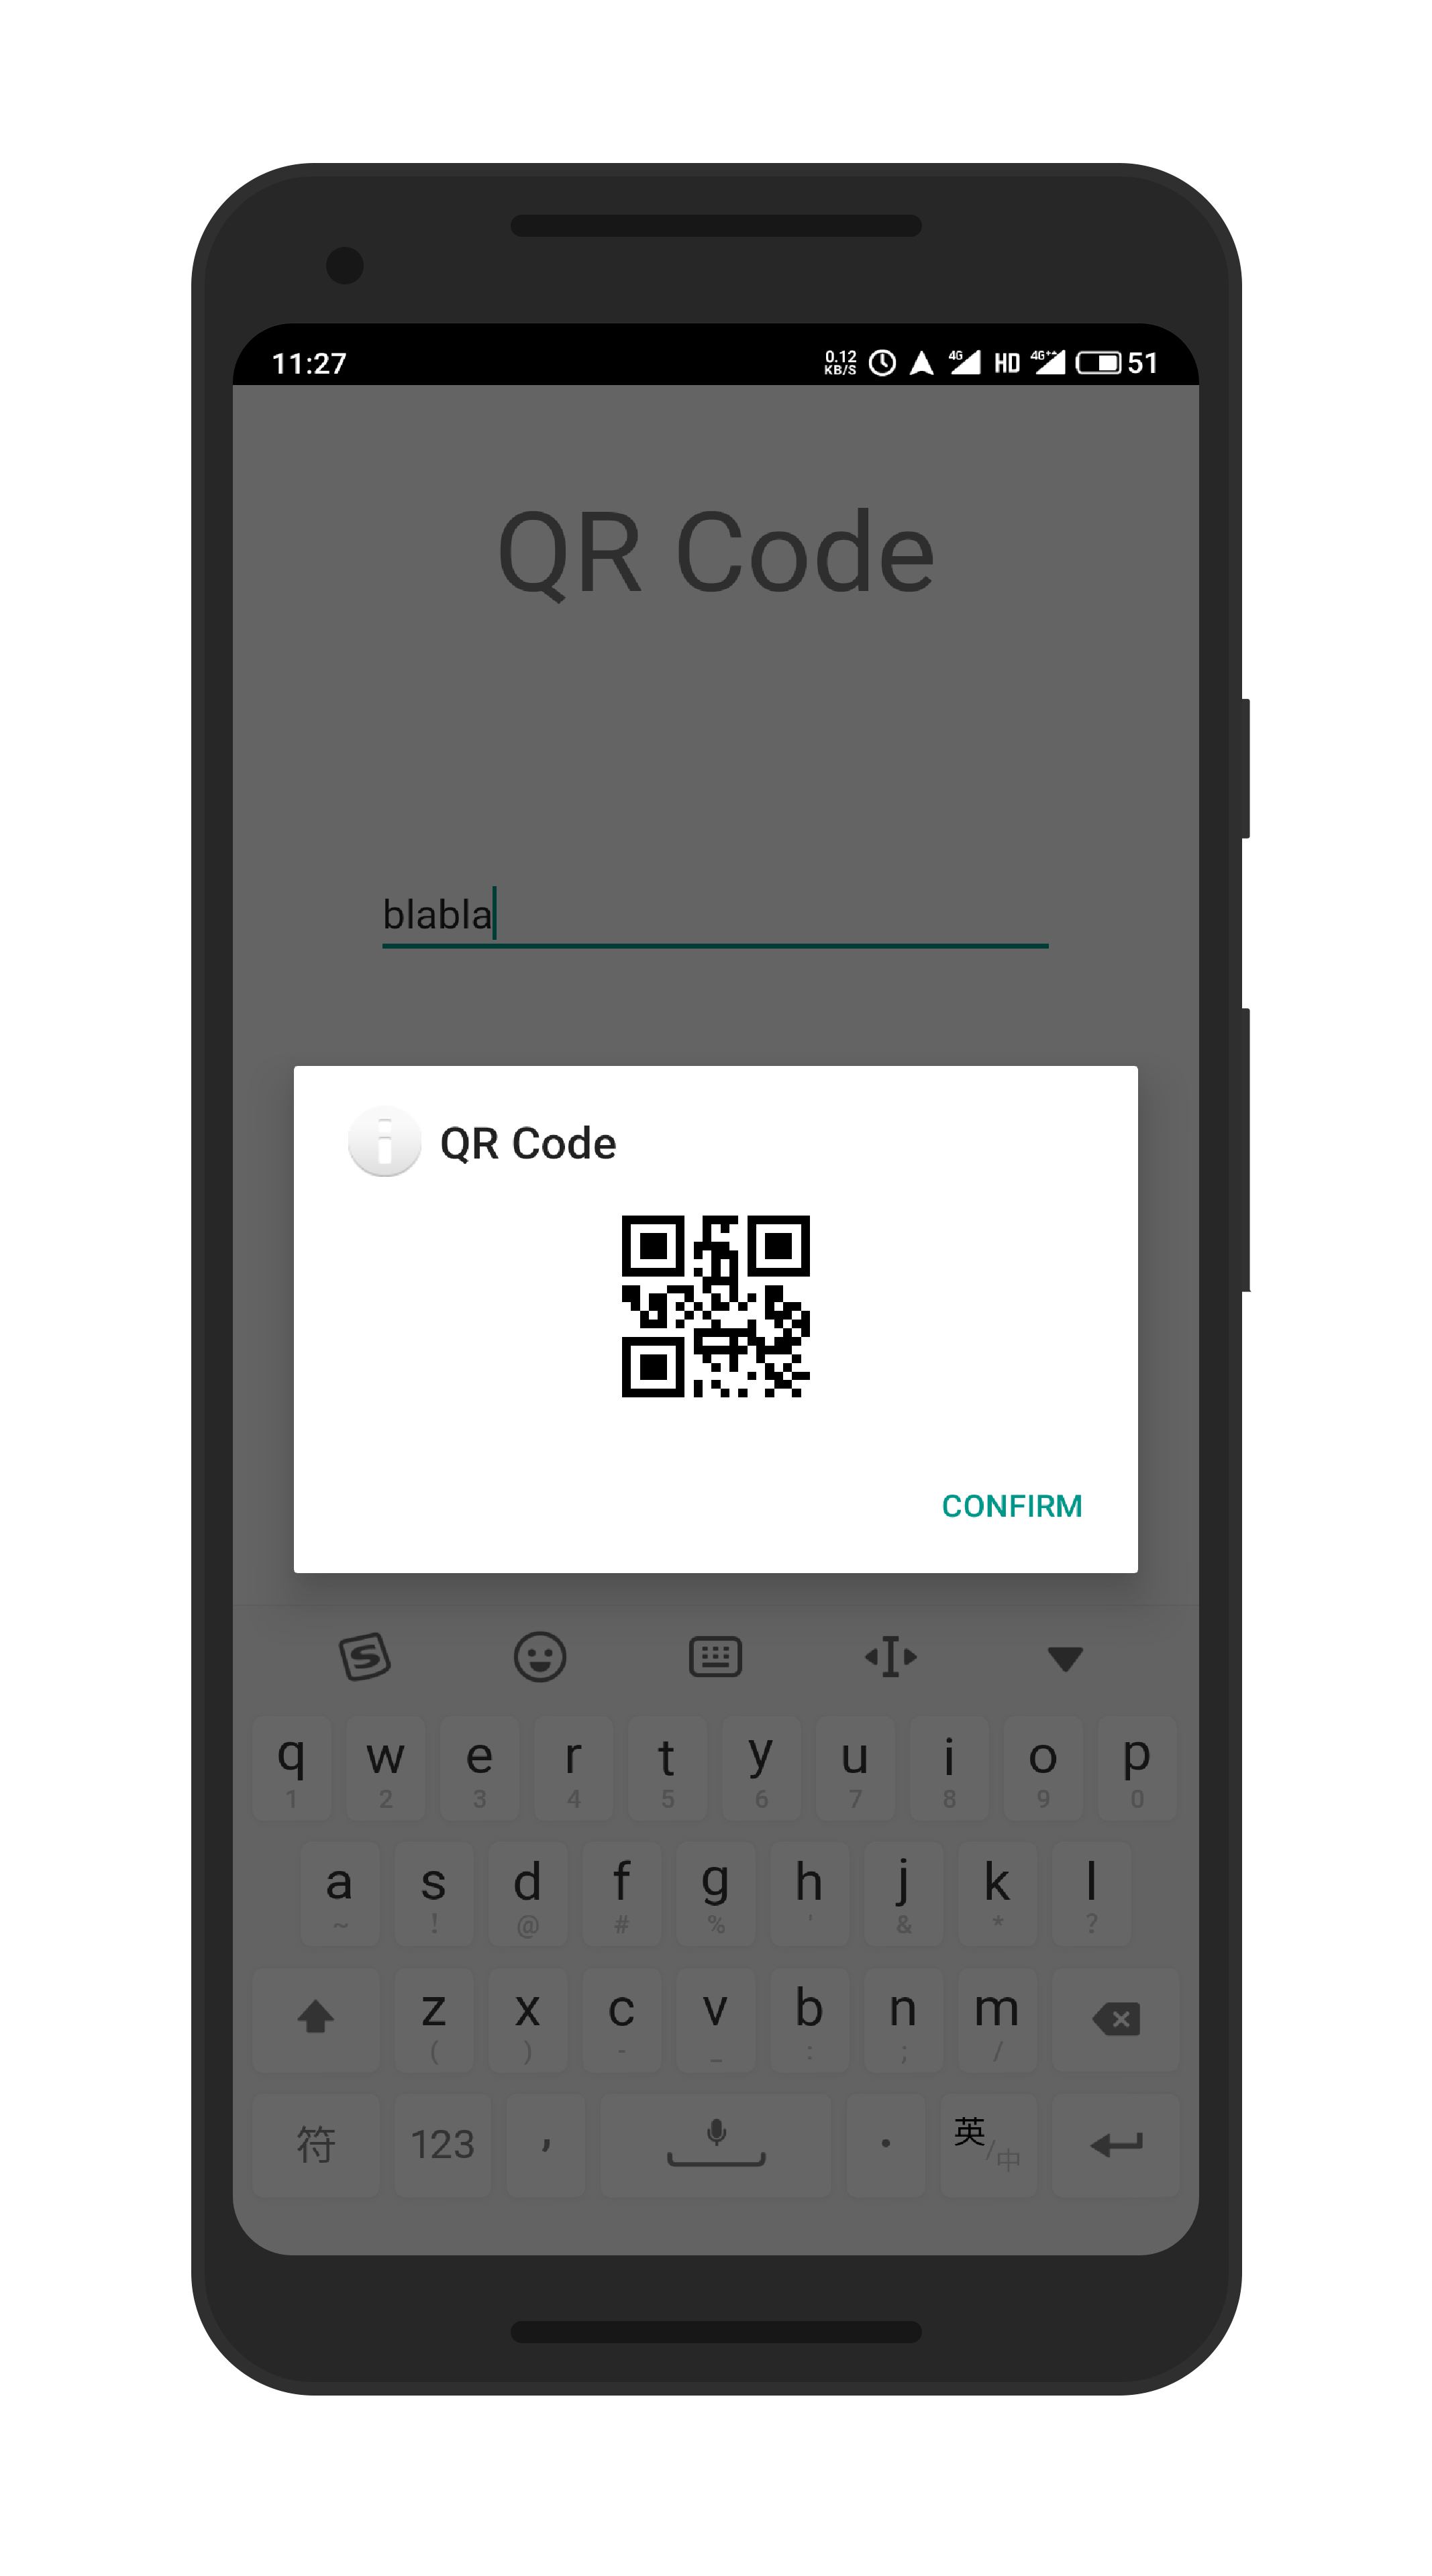 11:27 0.12 KB/S 4G HD 4G++ 51
QR Code
blabla
QR Code
CONFIRM
q w e r t y u i o p
1 2 3 4 5 6 7 8 9 0
a s d f g h j k l
~ ! @ # % ' & * ?
z x c v b n m
( ) - _ : ; /
符 123 , . 英/中